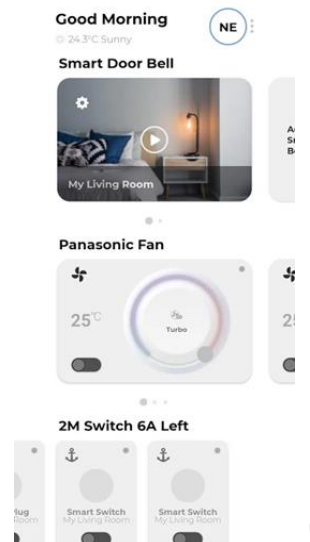 Good Morning
NE
24.3°C Sunny
Smart Door Bell
My Living Room
Panasonic Fan
25°C
Turbo
2M Switch 6A Left
Smart Switch
My Living Room
Smart Switch
My Living Room